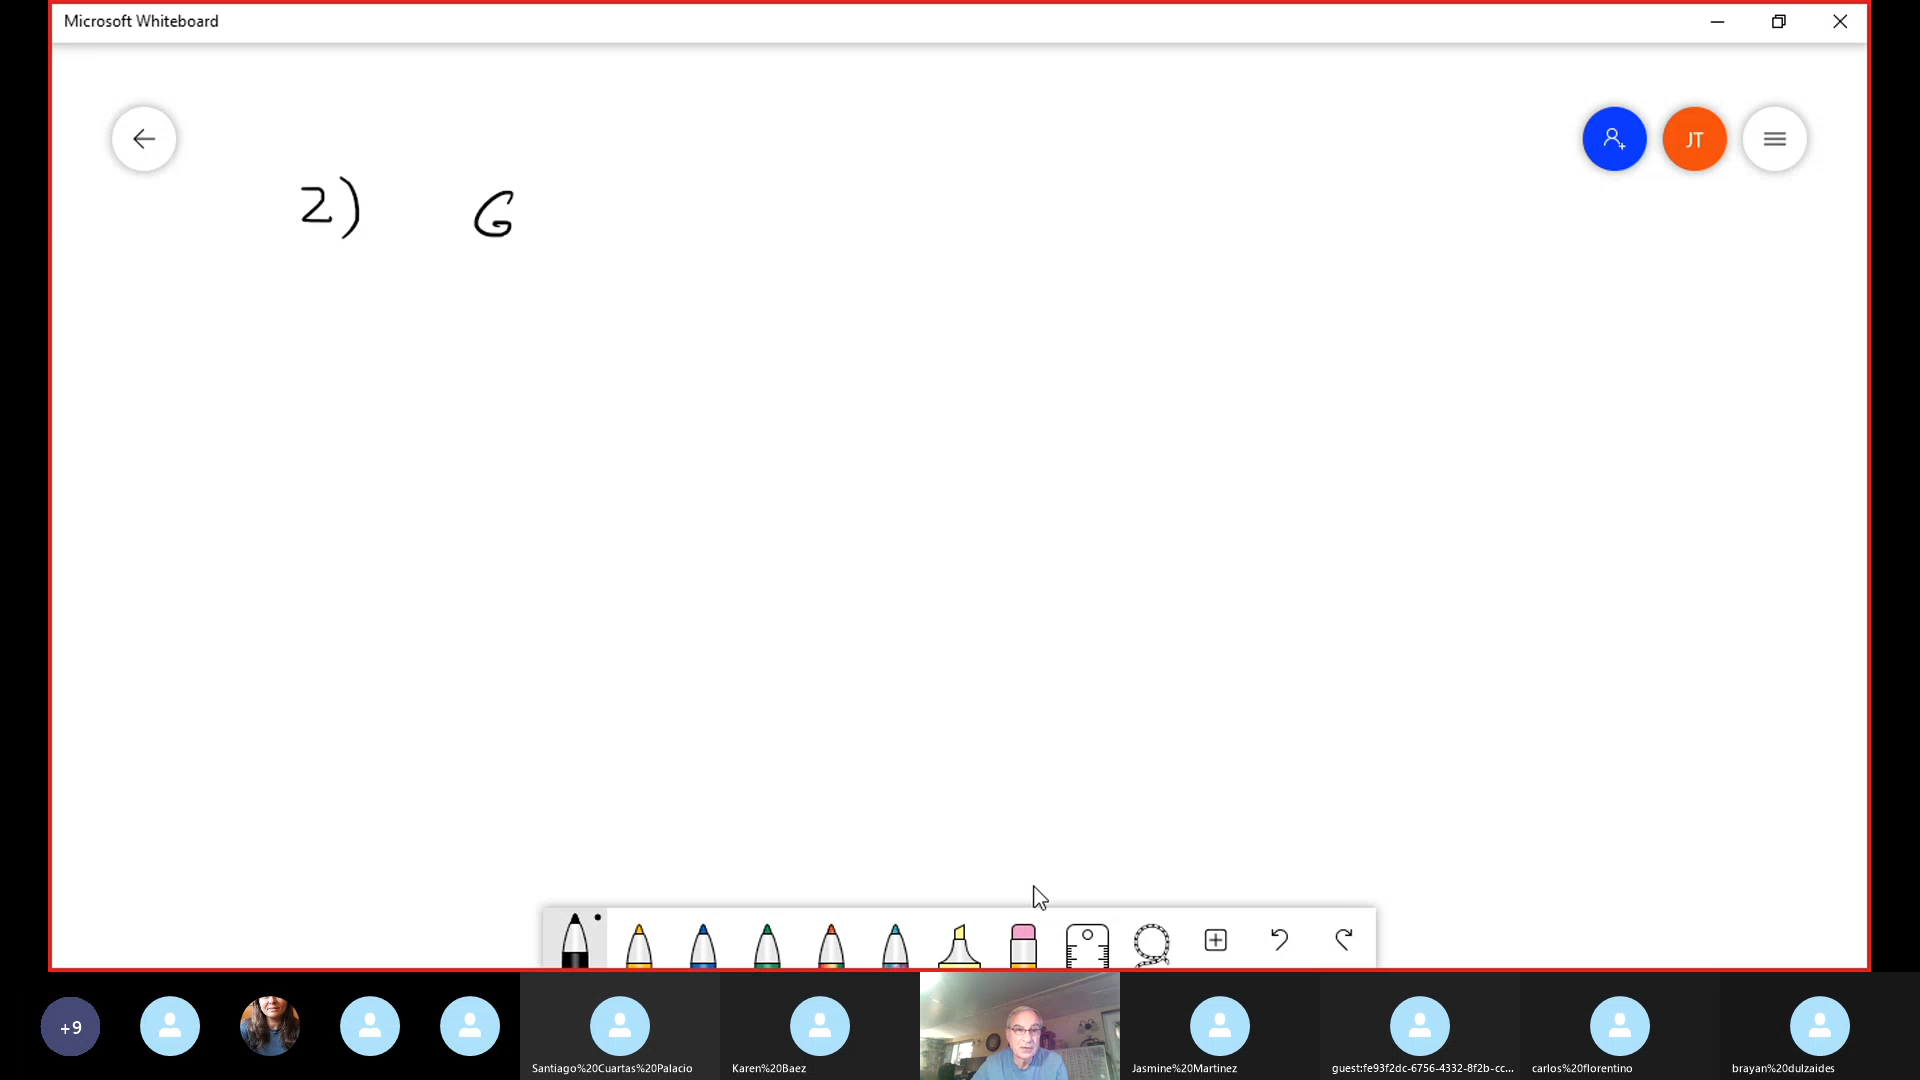 Microsoft Whiteboard
JT
2) G
+9
Santiago%20Cuartas%20Palacio
Karen%20Baez
Jasmine%20Martinez
guest:fe93f2dc-6756-4332-8f2b-cc...
carlos%20florentino
brayan%20dulzaides